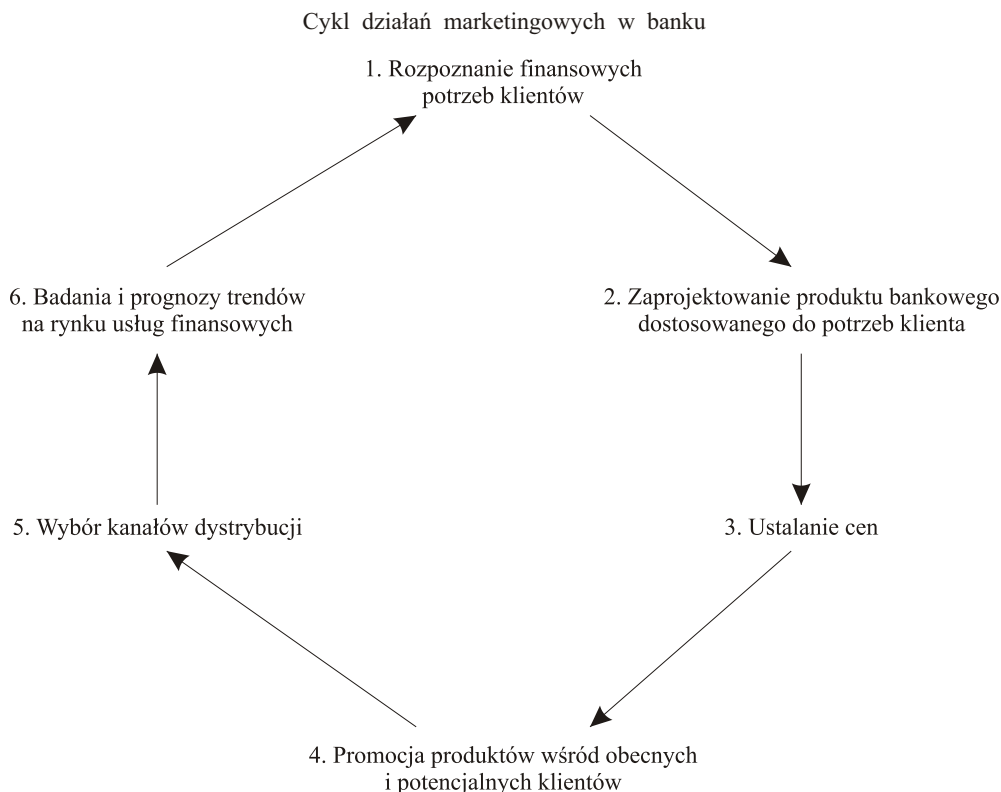 Cykl działań marketingowych w banku
1. Rozpoznanie finansowych
potrzeb klientów
2. Zaprojektowanie produktu bankowego
dostosowanego do potrzeb klienta
3. Ustalanie cen
4. Promocja produktów wśród obecnych
i potencjalnych klientów
5. Wybór kanałów dystrybucji
6. Badania i prognozy trendów
na rynku usług finansowych